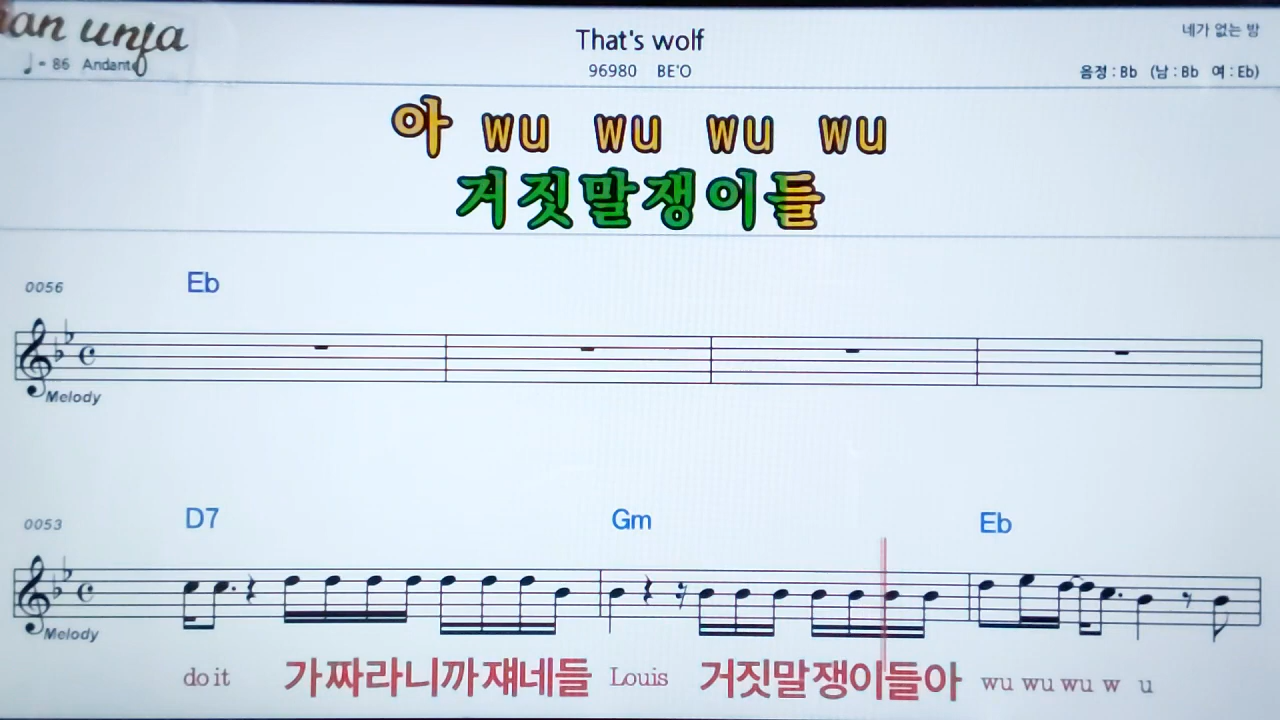 an unja
♩= 86 Andante
That's wolf
96980 BE'O
네가 없는 방
음정 : Bb (남 : Bb 여 : Eb)
아 wu wu wu wu
거짓말쟁이들
0056 Eb
Melody
0053 D7 Gm Eb
Melody
do it 가짜라니까쟤네들 Louis 거짓말쟁이들아 wu wu wu w u